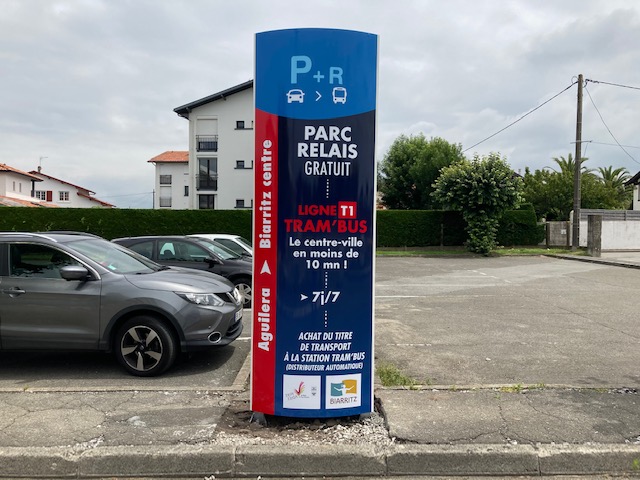 P+R
PARC
RELAIS
GRATUIT
LIGNE T1
TRAM'BUS
Le centre-ville
en moins de
10 mn !
7j/7
ACHAT DU TITRE
DE TRANSPORT
À LA STATION TRAM'BUS
(DISTRIBUTEUR AUTOMATIQUE)
BIARRITZ
Aguilera
Biarritz centre